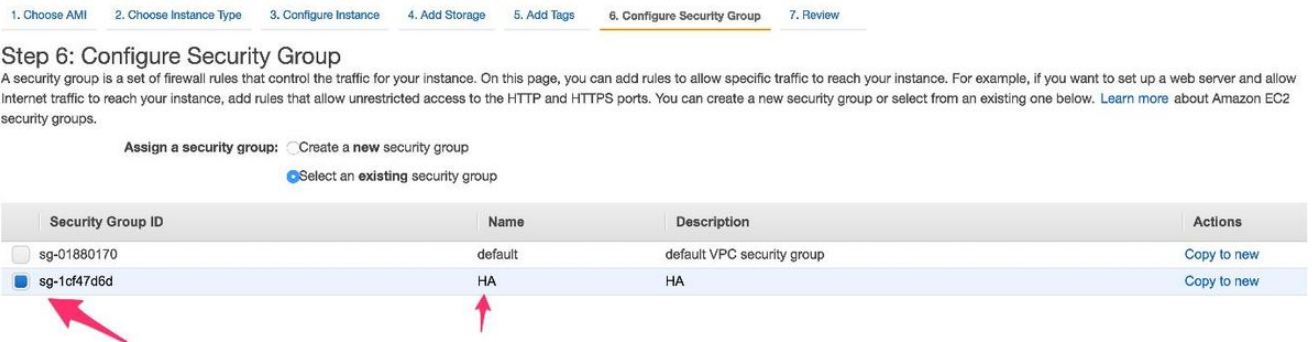 1. Choose AMI 2. Choose Instance Type 3. Configure Instance 4. Add Storage 5. Add Tags 6. Configure Security Group 7. Review
Step 6: Configure Security Group
A security group is a set of firewall rules that control the traffic for your instance. On this page, you can add rules to allow specific traffic to reach your instance. For example, if you want to set up a web server and allow
Internet traffic to reach your instance, add rules that allow unrestricted access to the HTTP and HTTPS ports. You can create a new security group or select from an existing one below. Learn more about Amazon EC2
security groups.
Assign a security group: Create a new security group
Select an existing security group
Security Group ID Name Description Actions
sg-01880170 default default VPC security group Copy to new
sg-1cf47d6d HA HA Copy to new